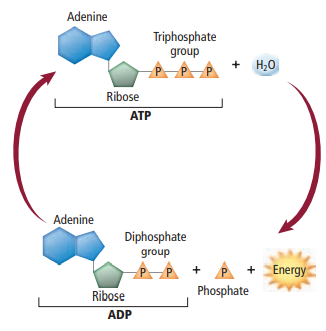 Adenine
Triphosphate
group
P P P + H₂O
Ribose
ATP
Adenine
Diphosphate
group
P P + P + Energy
Phosphate
Ribose
ADP